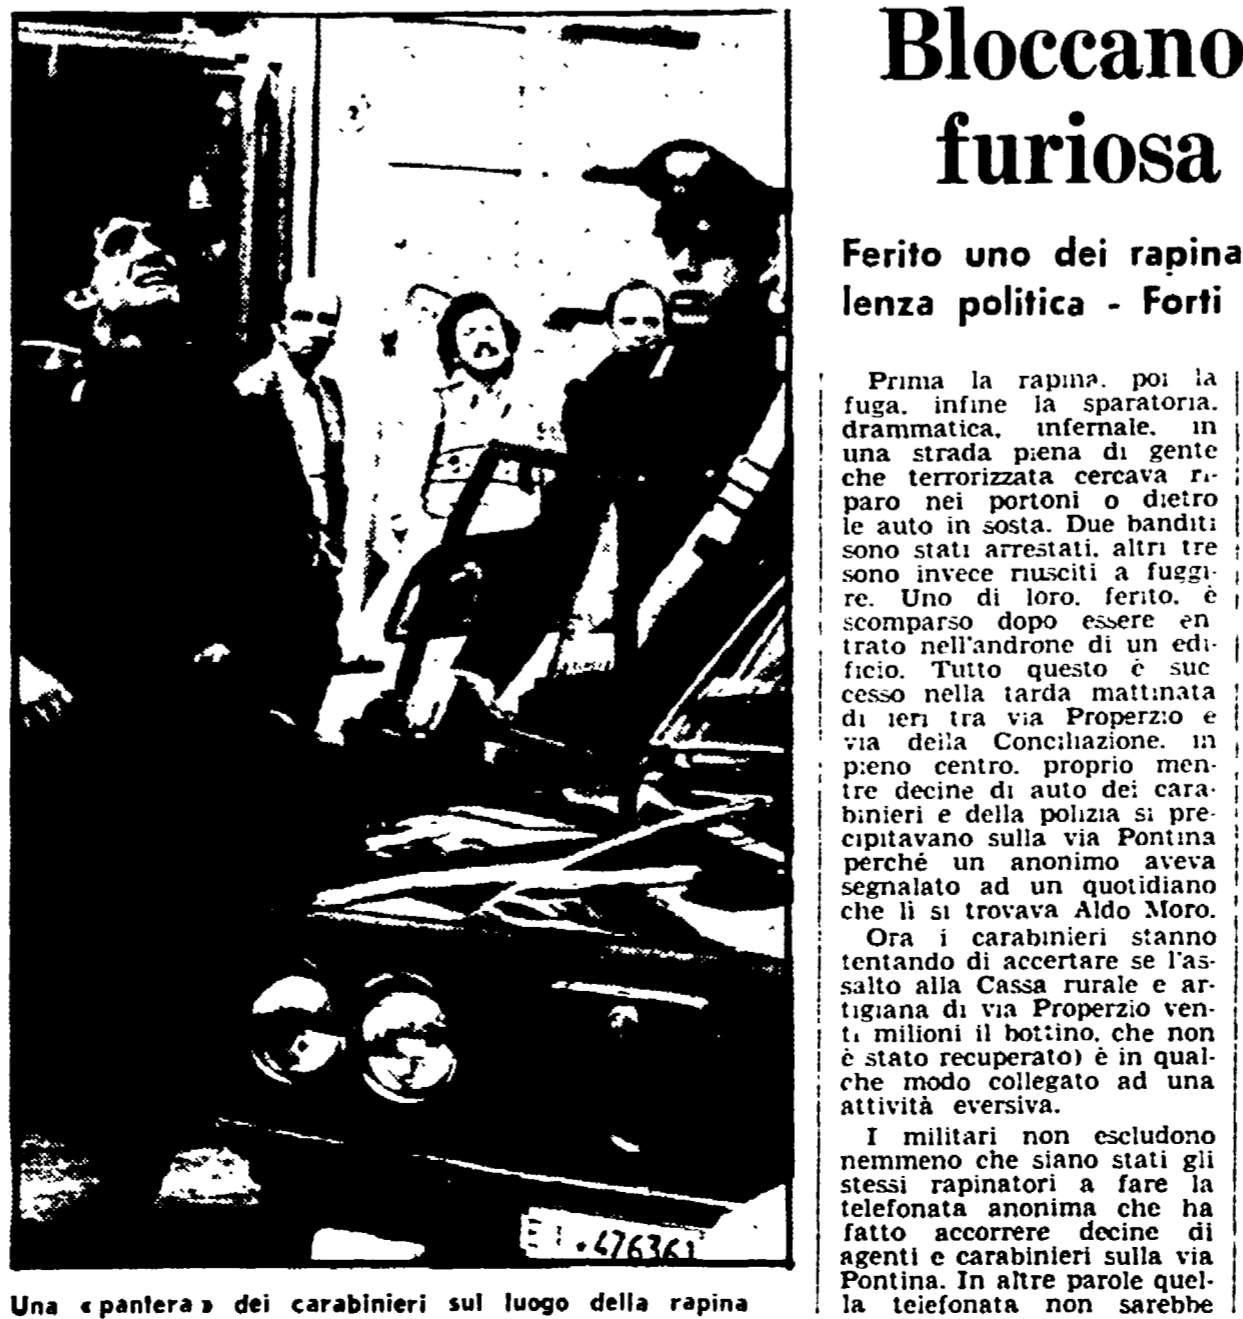 Bloccano
furiosa
Ferito uno dei rapina
lenza politica - Forti
Prima la rapina, poi la
fuga, infine la sparatoria,
drammatica, infernale, in
una strada piena di gente
che terrorizzata cercava ri-
paro nei portoni o dietro
le auto in sosta. Due banditi
sono stati arrestati, altri tre
sono invece riusciti a fuggi-
re. Uno di loro, ferito, è
scomparso dopo essere en
trato nell'androne di un edi-
ficio. Tutto questo è suc
cesso nella tarda mattinata
di ieri tra via Properzio e
via della Conciliazione, in
pieno centro, proprio men-
tre decine di auto dei cara-
binieri e della polizia si pre-
cipitavano sulla via Pontina
perché un anonimo aveva
segnalato ad un quotidiano
che lì si trovava Aldo Moro.
Ora i carabinieri stanno
tentando di accertare se l'as-
salto alla Cassa rurale e ar-
tigiana di via Properzio ven-
ti milioni il bottino, che non
è stato recuperato) è in qual-
che modo collegato ad una
attività eversiva.
I militari non escludono
nemmeno che siano stati gli
stessi rapinatori a fare la
telefonata anonima che ha
fatto accorrere decine di
agenti e carabinieri sulla via
Pontina. In altre parole quel-
la telefonata non sarebbe
Una «pantera» dei carabinieri sul luogo della rapina